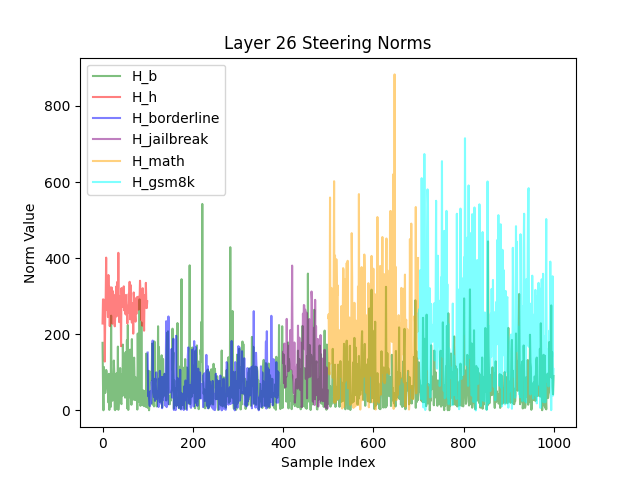 Layer 26 Steering Norms
H_b
H_h
H_borderline
H_jailbreak
H_math
H_gsm8k
Norm Value
800
600
400
200
0
0 200 400 600 800 1000
Sample Index